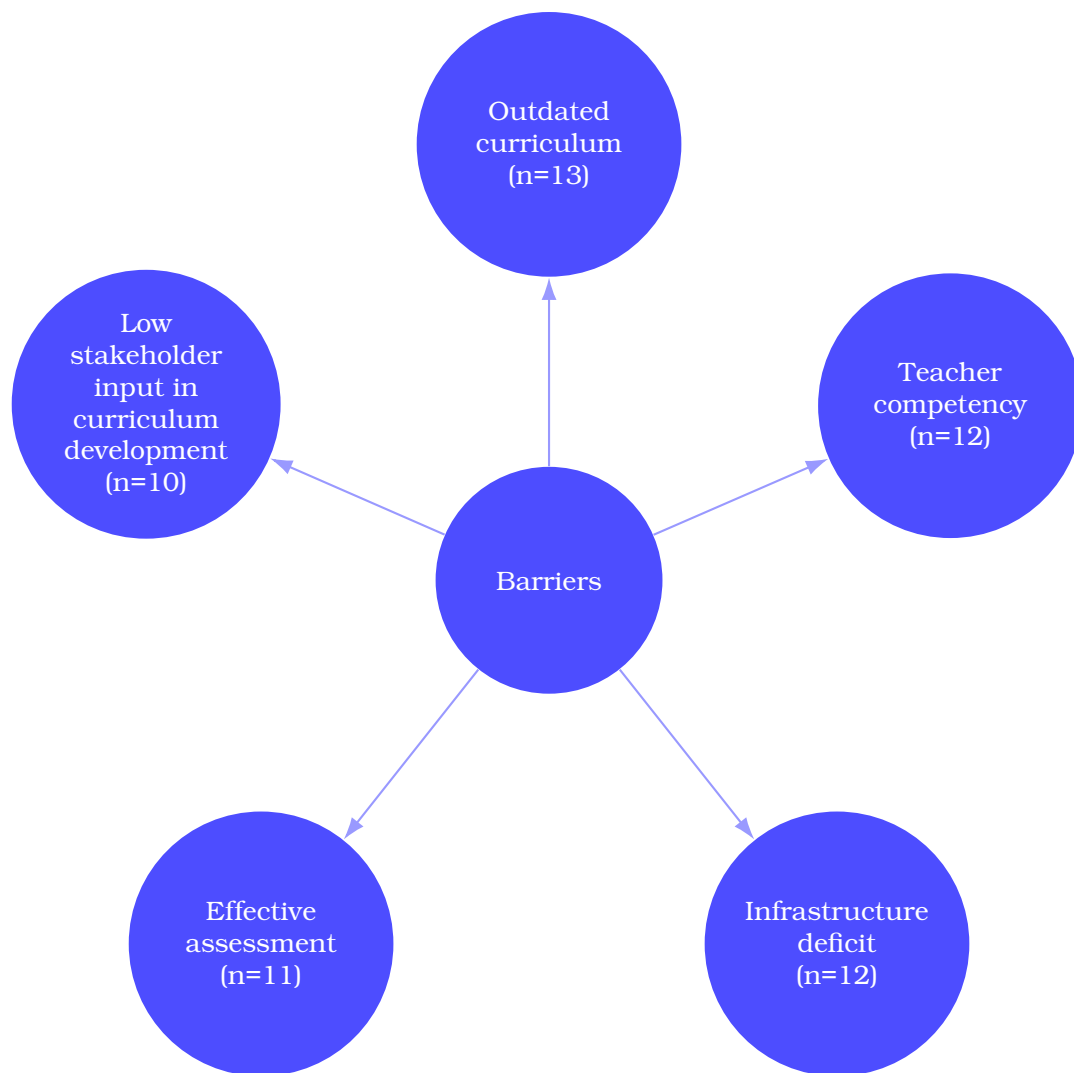 Outdated
curriculum
(n=13)
Low
stakeholder
input in
curriculum
development
(n=10)
Teacher
competency
(n=12)
Barriers
Effective
assessment
(n=11)
Infrastructure
deficit
(n=12)